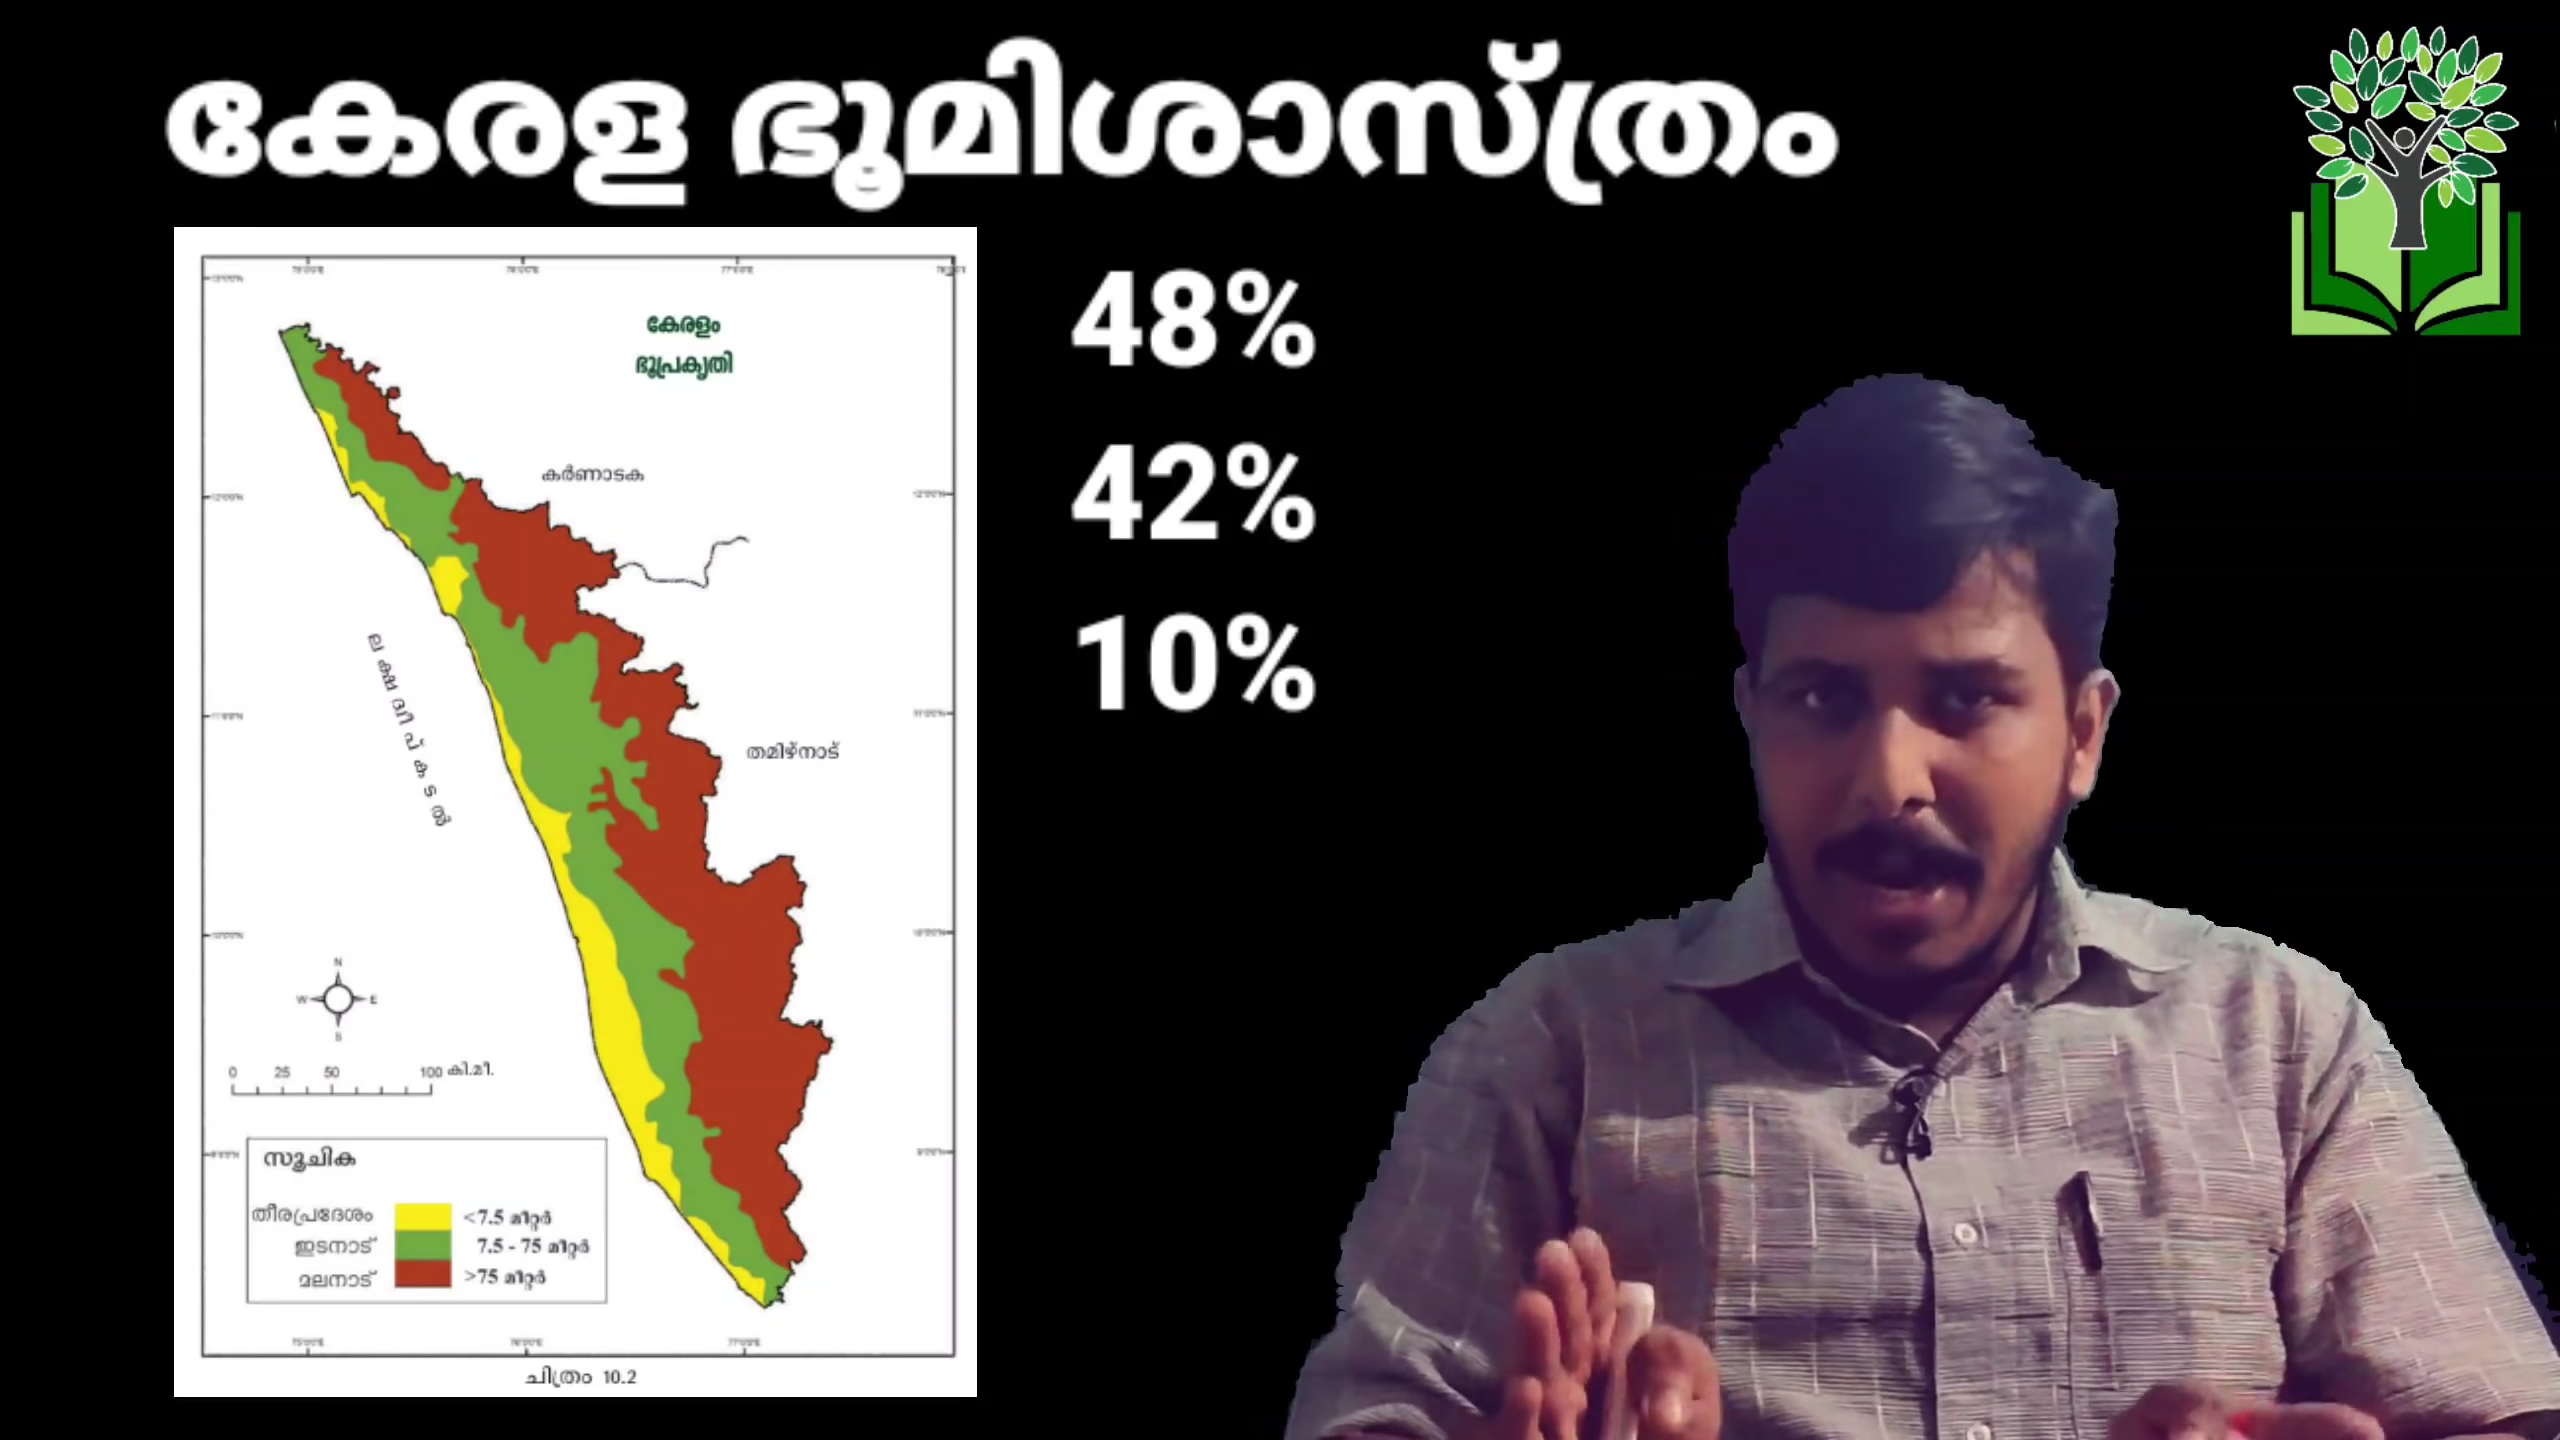 കേരള ഭൂമിശാസ്ത്രം
48%
42%
10%
കേരളം
ഭൂപ്രകൃതി
കർണാടക
ലക്ഷദ്വീപ് കടൽ
തമിഴ്നാട്
N
W E
S
0 25 50 100 കി.മീ.
സൂചിക
തീരപ്രദേശം <7.5 മീറ്റർ
ഇടനാട് 7.5 - 75 മീറ്റർ
മലനാട് >75 മീറ്റർ
ചിത്രം 10.2